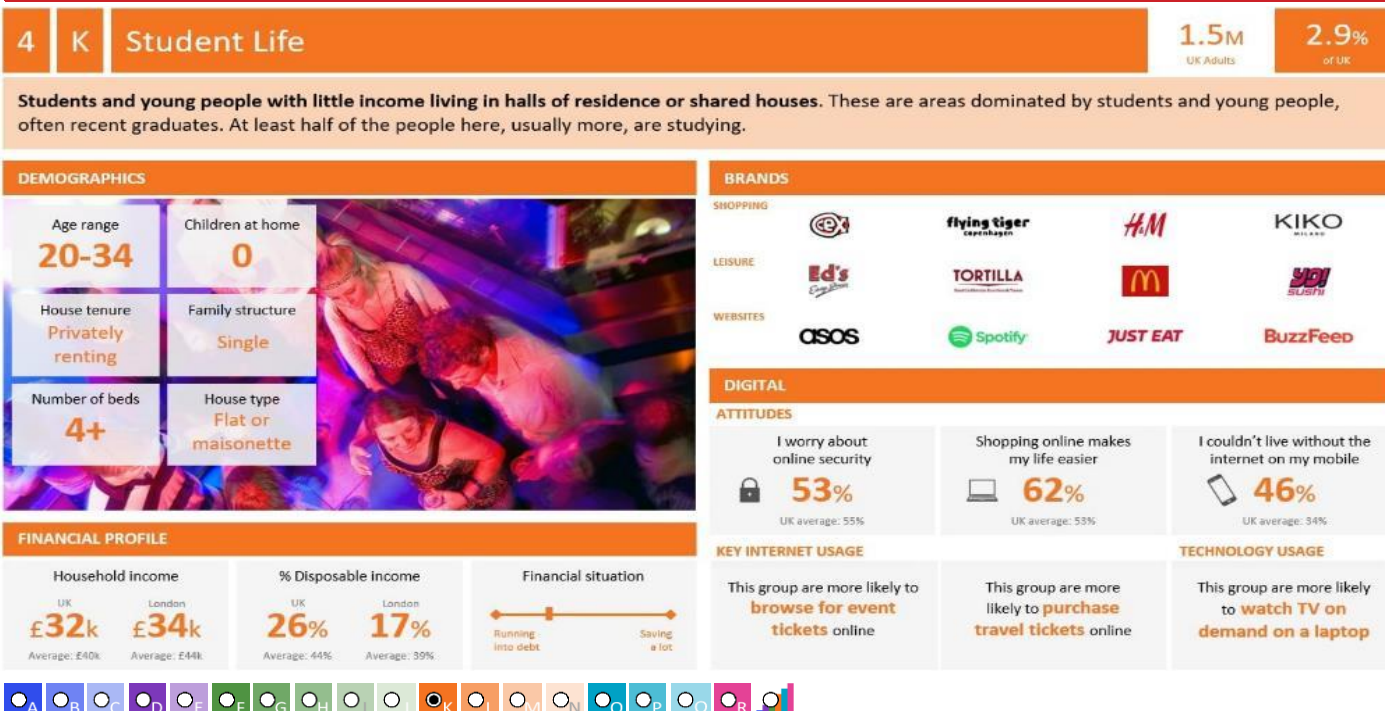 4 K Student Life
1.5M
UK Adults
2.9%
of UK
Students and young people with little income living in halls of residence or shared houses. These are areas dominated by students and young people,
often recent graduates. At least half of the people here, usually more, are studying.
DEMOGRAPHICS
Age range
20-34
Children at home
0
House tenure
Privately
renting
Family structure
Single
Number of beds
4+
House type
Flat or
maisonette
FINANCIAL PROFILE
Household income
UK
£32k
Average: £40k
London
£34k
Average: £44k
% Disposable income
UK
26%
Average: 44%
London
17%
Average: 39%
Financial situation
Running
into debt
Saving
a lot
BRANDS
SHOPPING
cex
flying tiger
copenhagen
H&M
KIKO
MILANO
LEISURE
Ed's
Easy Diner
TORTILLA
M
YO!
SUSHI
WEBSITES
asos
Spotify
JUST EAT
BuzzFeed
DIGITAL
ATTITUDES
I worry about
online security
53%
UK average: 55%
Shopping online makes
my life easier
62%
UK average: 53%
I couldn't live without the
internet on my mobile
46%
UK average: 34%
KEY INTERNET USAGE
This group are more likely to
browse for event
tickets online
This group are more
likely to purchase
travel tickets online
TECHNOLOGY USAGE
This group are more likely
to watch TV on
demand on a laptop
A B C D E F G H I J K L M N O P Q R